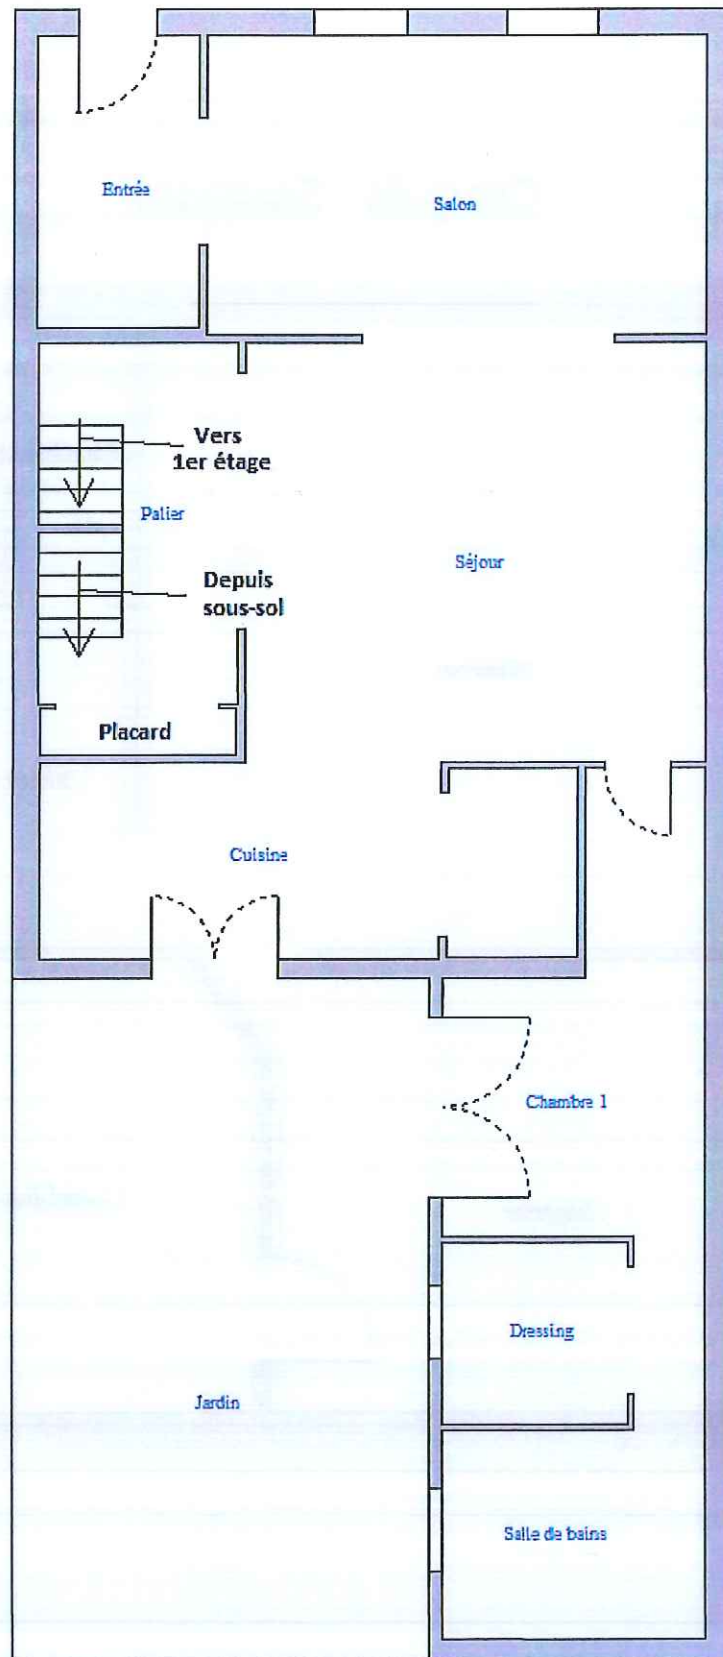 Entrée
Salon
Vers
1er étage
Palier
Séjour
Depuis
sous-sol
Placard
Cuisine
Chambre 1
Dressing
Jardin
Salle de bains